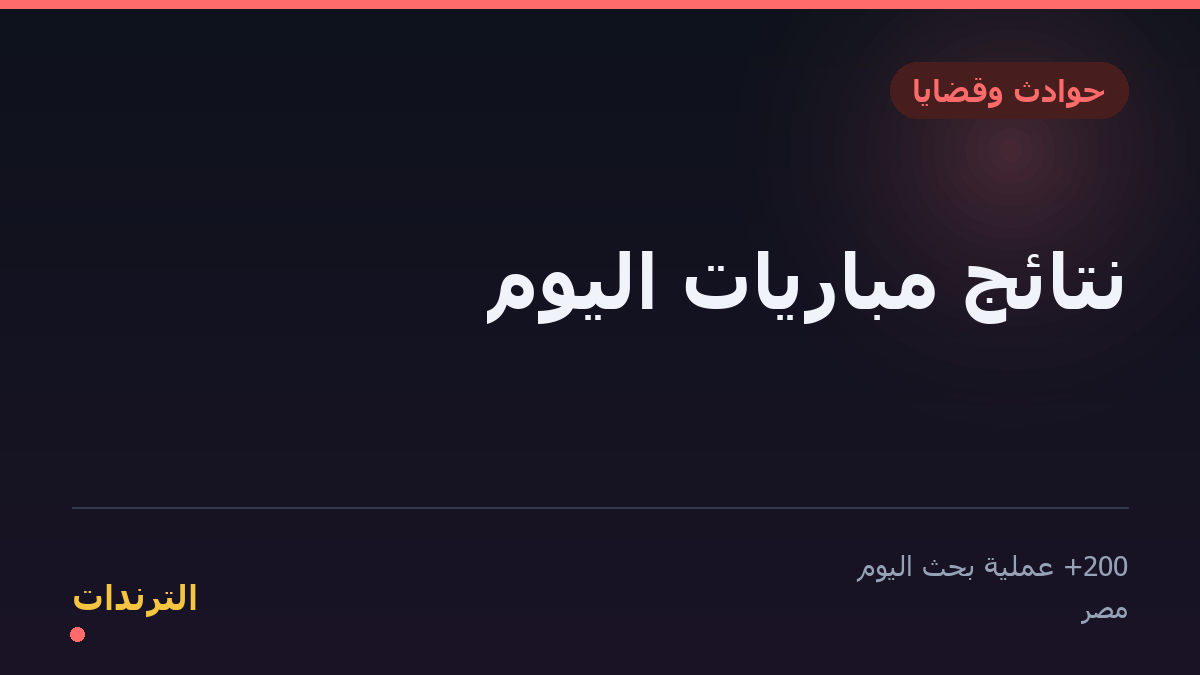 حوادث وقضايا
نتائج مباريات اليوم
200+ عملية بحث اليوم
مصر
الترندات